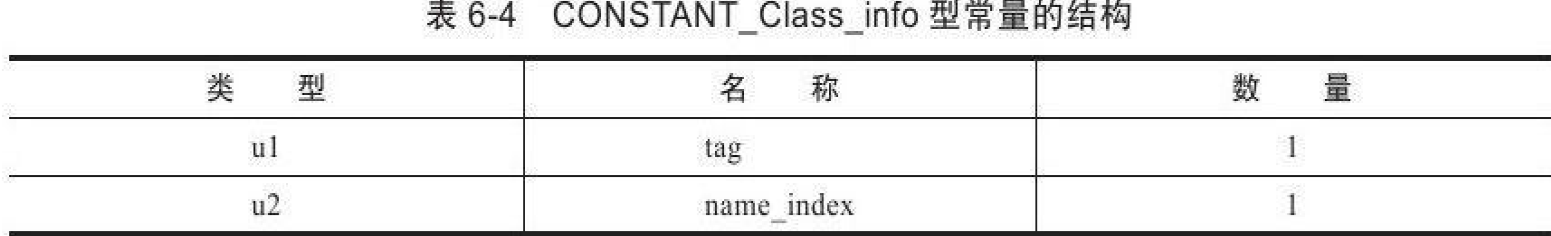 表 6-4 CONSTANT_Class_info 型常量的结构
类 型 名 称 数 量
u1 tag 1
u2 name_index 1